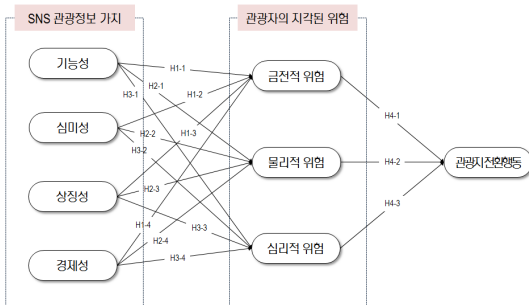 SNS 관광정보 가치
관광자의 지각된 위험
기능성
심미성
상징성
경제성
H1-1
H2-1
H3-1
H1-2
H2-2
H3-2
H1-3
H2-3
H3-3
H1-4
H2-4
H3-4
금전적 위험
물리적 위험
심리적 위험
H4-1
H4-2
H4-3
관광지전환행동